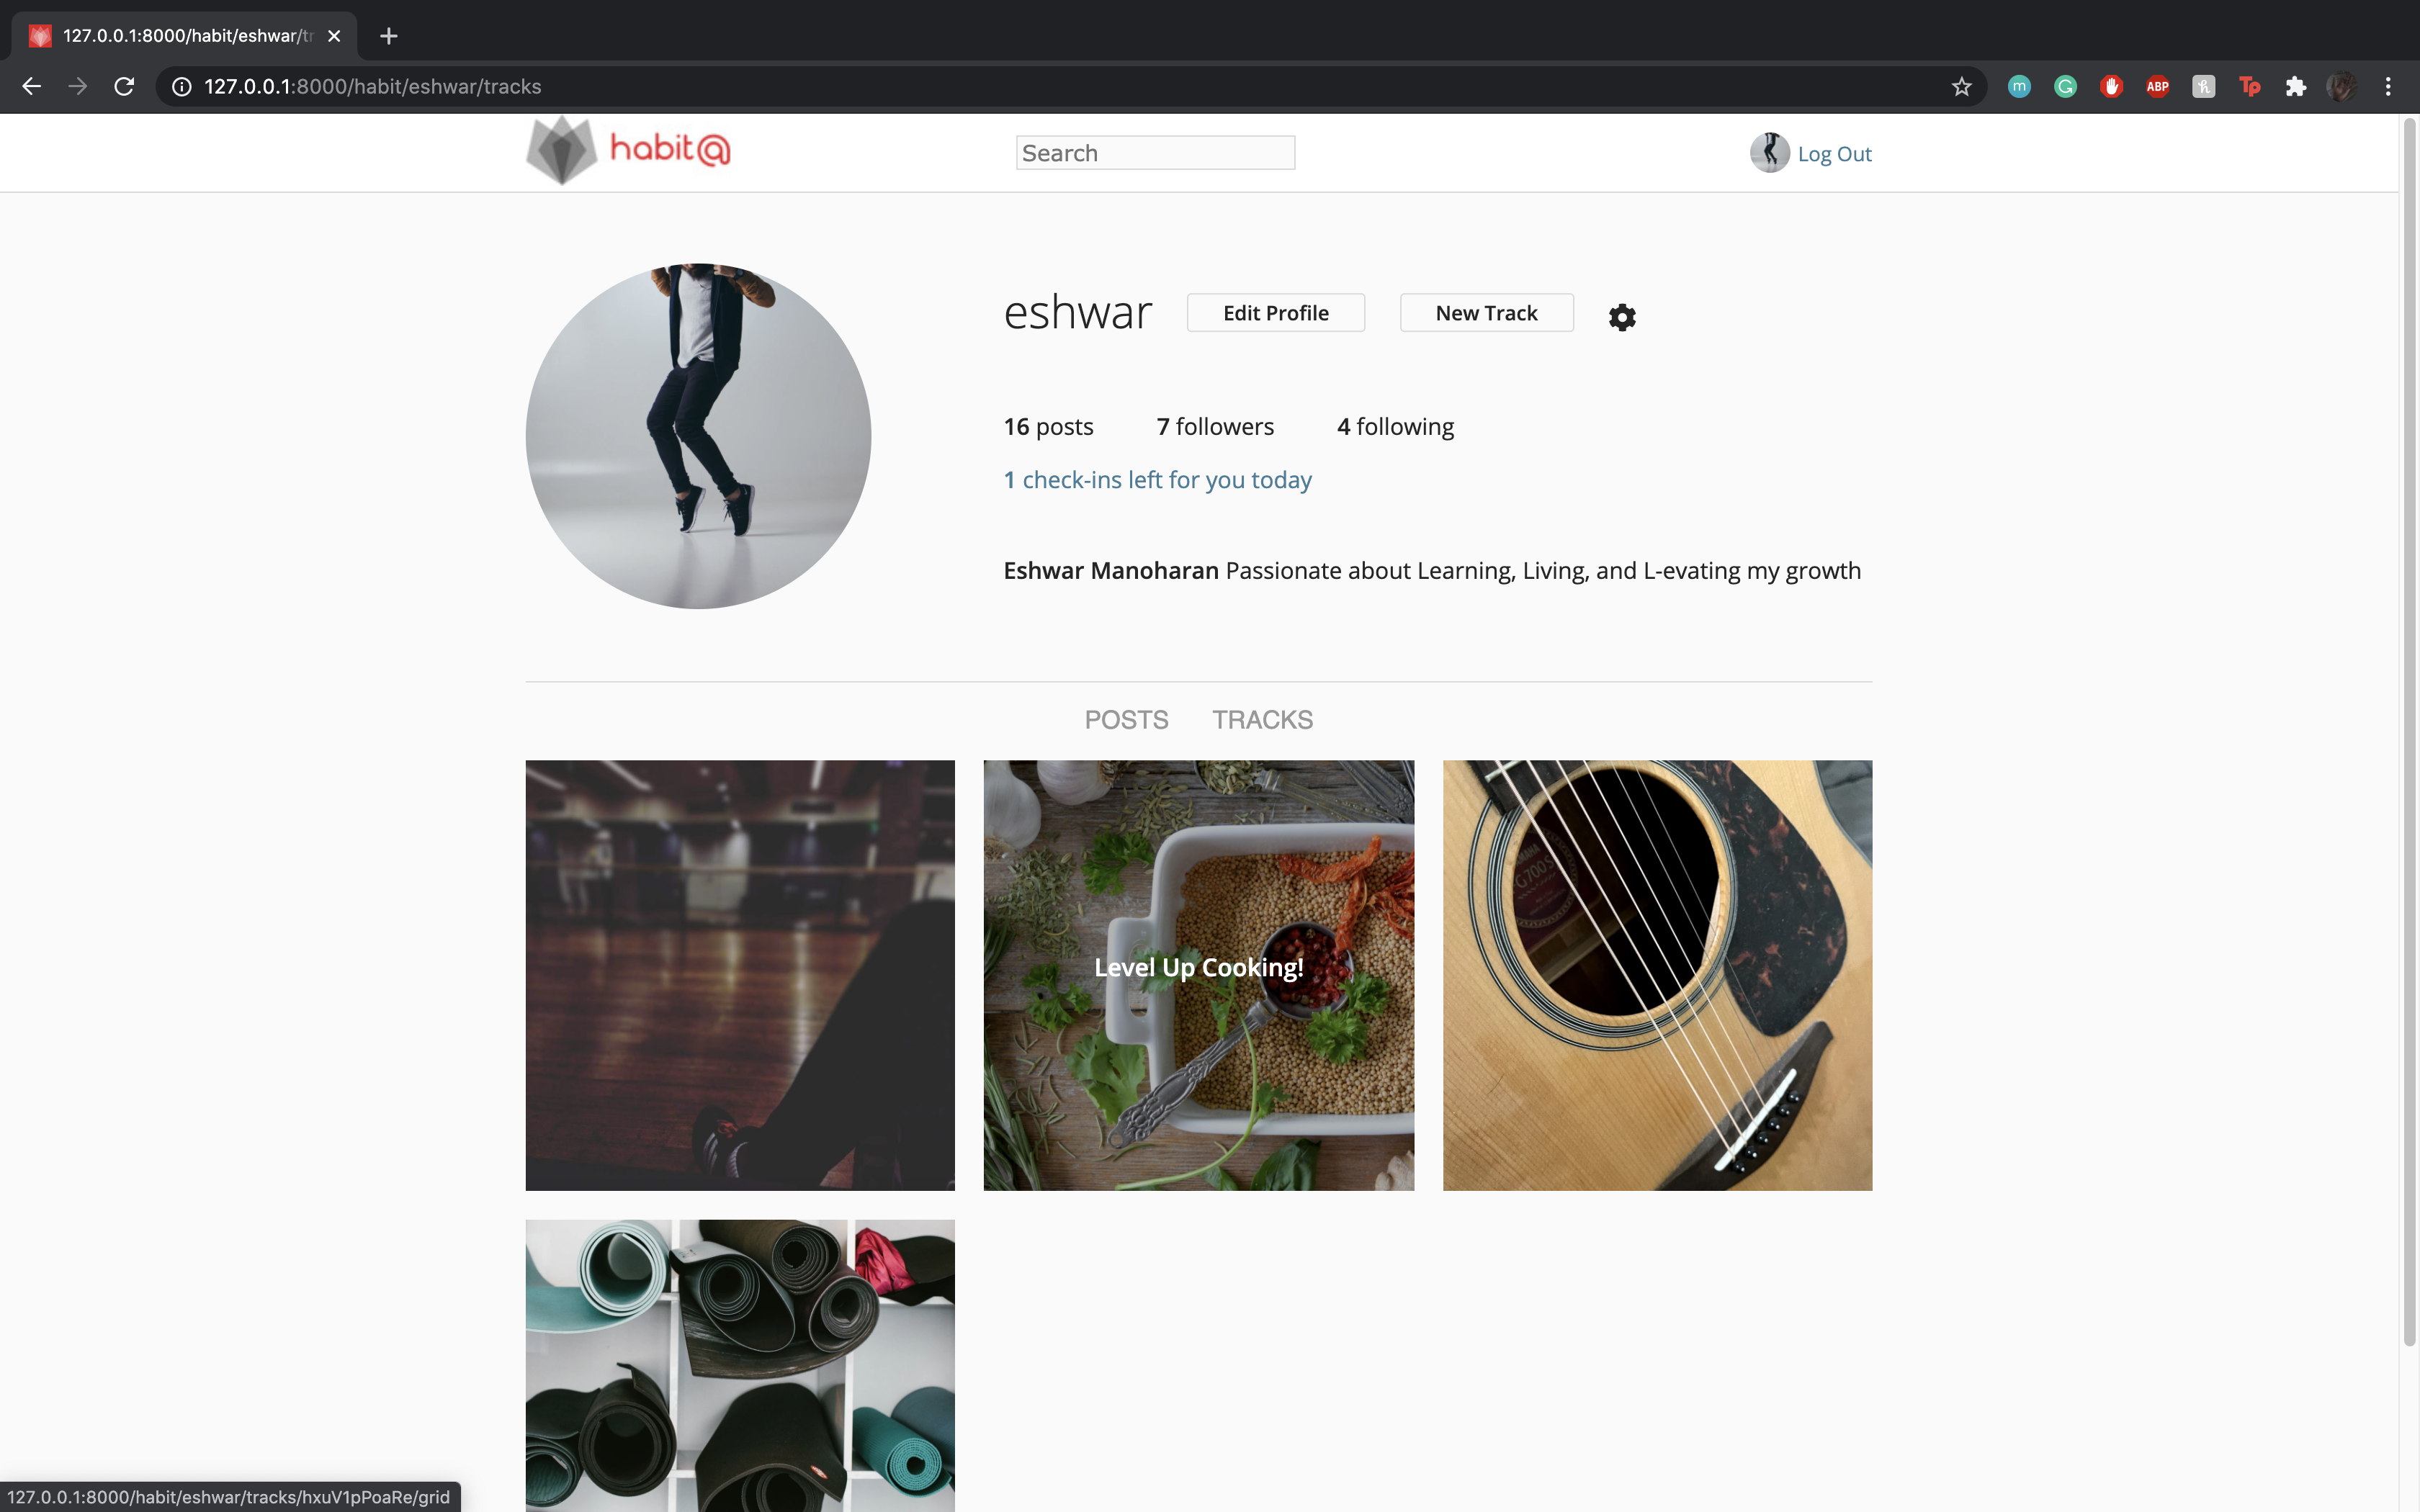 127.0.0.1:8000/habit/eshwar/tr
127.0.0.1:8000/habit/eshwar/tracks
m
ABP
Tp
habit@
Search
Log Out
eshwar
Edit Profile
New Track
16 posts
7 followers
4 following
1 check-ins left for you today
Eshwar Manoharan Passionate about Learning, Living, and L-evating my growth
POSTS
TRACKS
Level Up Cooking!
127.0.0.1:8000/habit/eshwar/tracks/hxuV1pPoaRe/grid